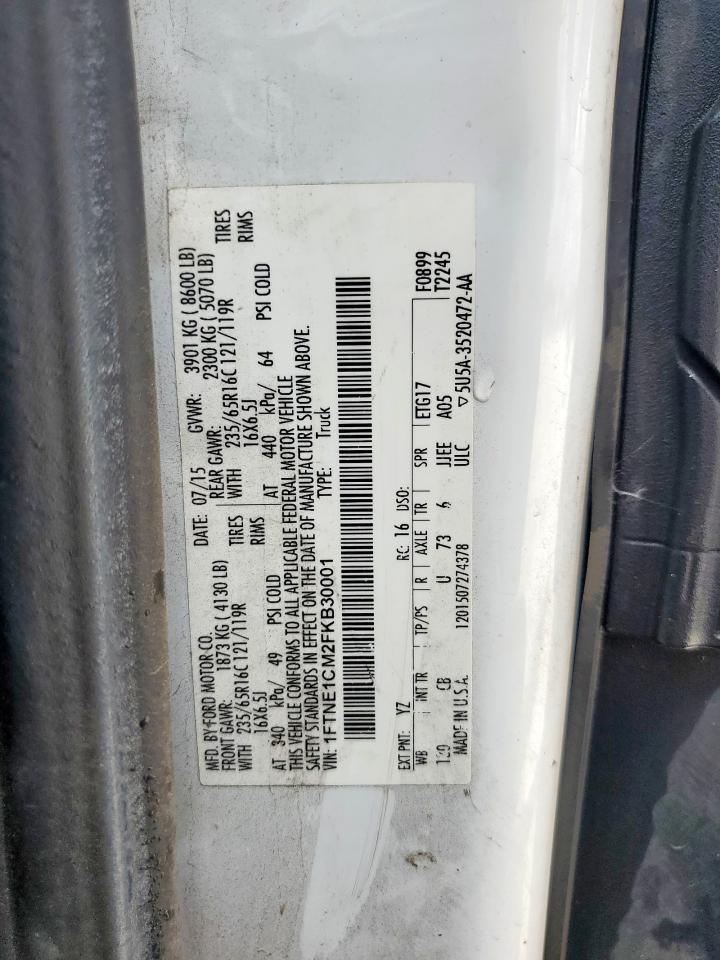 MFD. BY FORD MOTOR CO. DATE: 07/15 GVWR: 3901 KG ( 8600 LB)
FRONT GAWR: 1873 KG ( 4130 LB) REAR GAWR: 2300 KG ( 5070 LB)
WITH 235/65R16C 121/119R TIRES WITH 235/65R16C 121/119R TIRES
16X6.5J RIMS 16X6.5J RIMS
AT 340 kPa/ 49 PSI COLD AT 440 kPa/ 64 PSI COLD
THIS VEHICLE CONFORMS TO ALL APPLICABLE FEDERAL MOTOR VEHICLE
SAFETY STANDARDS IN EFFECT ON THE DATE OF MANUFACTURE SHOWN ABOVE.
VIN: 1FTNE1CM2FKB30001 TYPE: Truck
EXT PNT: YZ RC: 16 DSO: F0899
WB INT TR TP/PS R AXLE TR SPR ETG17 T2245
130 CB U 73 6 JJEE A05
MADE IN U.S.A. 1201507274378 ULC ▽5U5A-3520472-AA